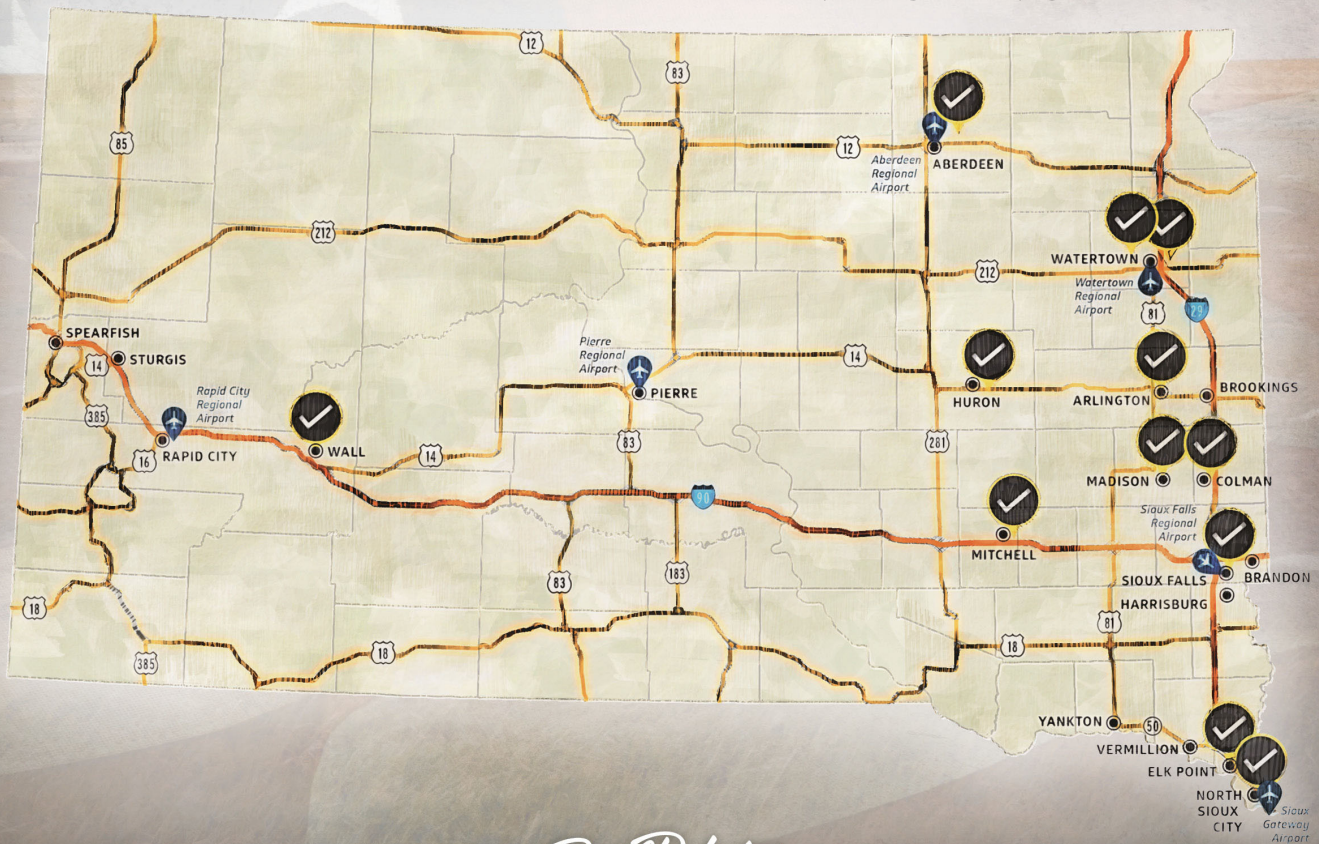 12
83
85
12
Aberdeen
Regional
Airport
ABERDEEN
212
WATERTOWN
212
Watertown
Regional
Airport
81
29
SPEARFISH
14
STURGIS
Pierre
Regional
Airport
PIERRE
14
HURON
ARLINGTON
BROOKINGS
Rapid City
Regional
Airport
385
16
RAPID CITY
WALL
14
83
281
MADISON
COLMAN
90
MITCHELL
Sioux Falls
Regional
Airport
SIOUX FALLS
BRANDON
HARRISBURG
18
83
183
81
385
18
18
YANKTON
50
VERMILLION
ELK POINT
NORTH
SIOUX
CITY
Sioux
Gateway
Airport